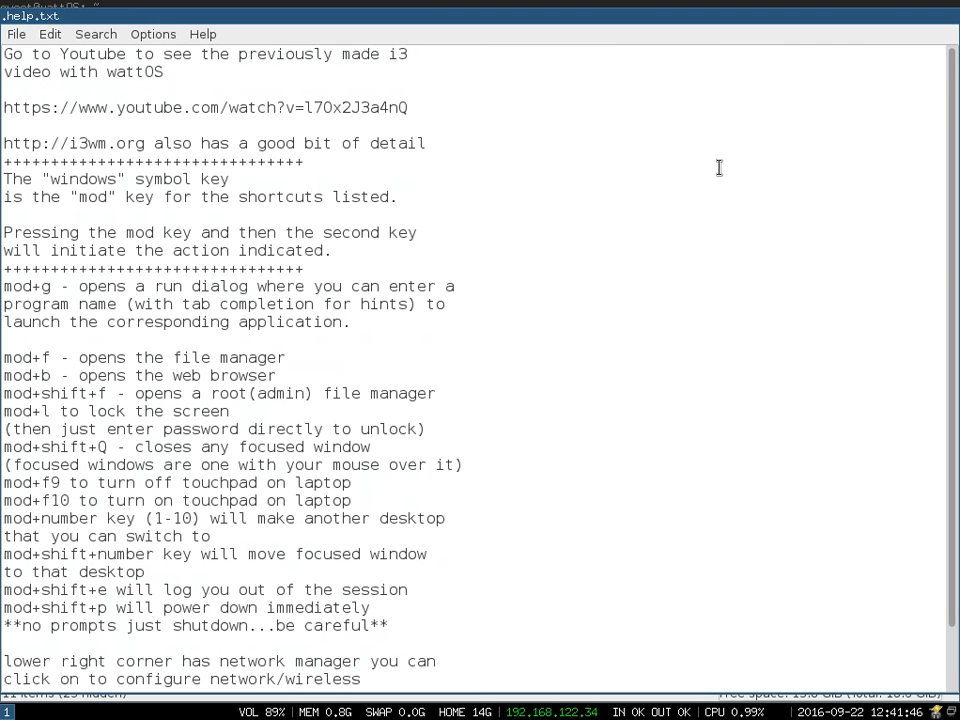 .help.txt
File Edit Search Options Help
Go to Youtube to see the previously made i3
video with wattOS
https://www.youtube.com/watch?v=l7Ox2J3a4nQ
http://i3wm.org also has a good bit of detail
++++++++++++++++++++++++++++++++
The "windows" symbol key
is the "mod" key for the shortcuts listed.
Pressing the mod key and then the second key
will initiate the action indicated.
++++++++++++++++++++++++++++++++
mod+g - opens a run dialog where you can enter a
program name (with tab completion for hints) to
launch the corresponding application.
mod+f - opens the file manager
mod+b - opens the web browser
mod+shift+f - opens a root(admin) file manager
mod+l to lock the screen
(then just enter password directly to unlock)
mod+shift+Q - closes any focused window
(focused windows are one with your mouse over it)
mod+f9 to turn off touchpad on laptop
mod+f10 to turn on touchpad on laptop
mod+number key (1-10) will make another desktop
that you can switch to
mod+shift+number key will move focused window
to that desktop
mod+shift+e will log you out of the session
mod+shift+p will power down immediately
**no prompts just shutdown...be careful**
lower right corner has network manager you can
click on to configure network/wireless
1 VOL 89% | MEM 0.8G | SWAP 0.0G | HOME 14G | 192.168.122.34 | IN OK OUT OK | CPU 0.99% | 2016-09-22 12:41:46